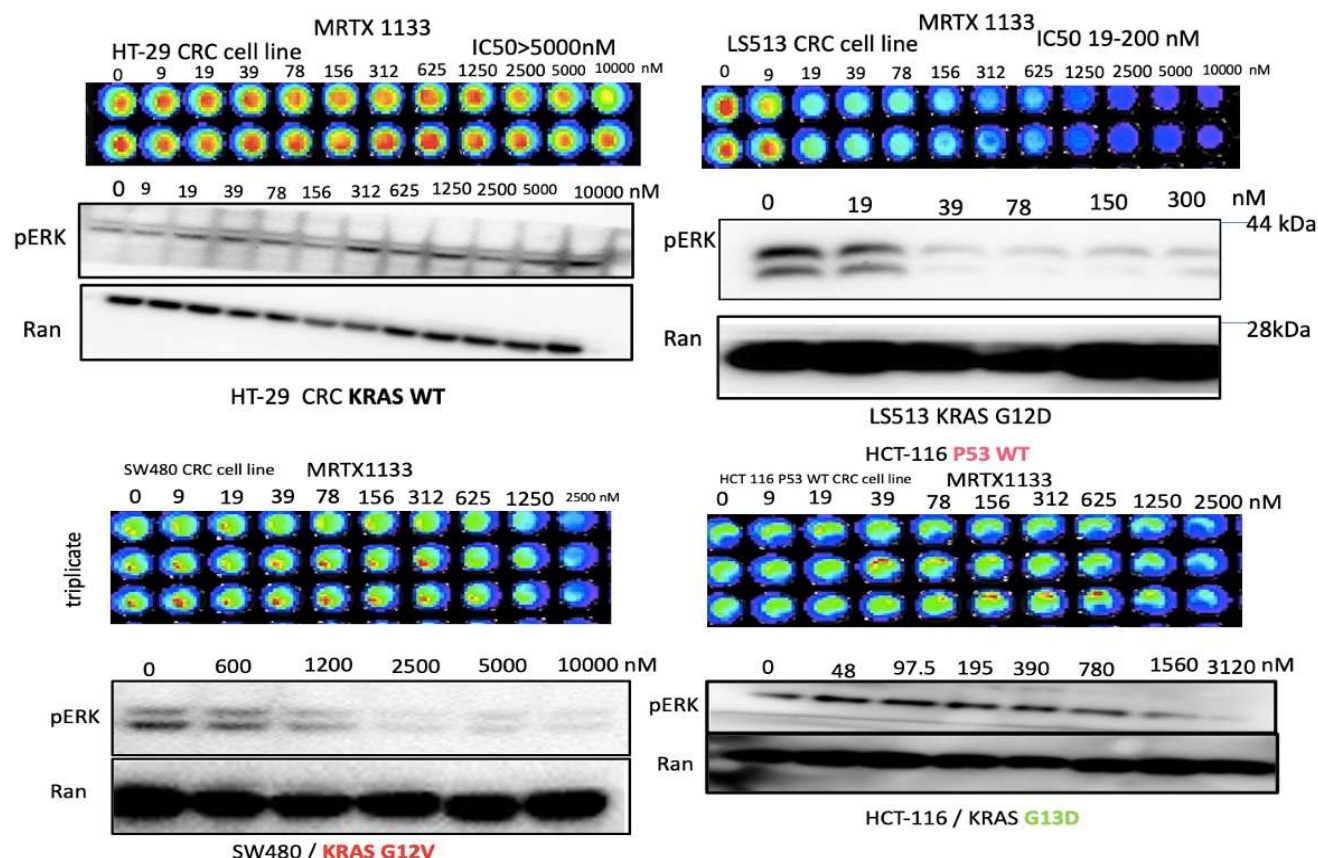 MRTX 1133
HT-29 CRC cell line
IC50>5000nM
0 9 19 39 78 156 312 625 1250 2500 5000 10000 nM
0 9 19 39 78 156 312 625 1250 2500 5000 10000 nM
pERK
Ran
HT-29 CRC KRAS WT
MRTX 1133
LS513 CRC cell line
IC50 19-200 nM
0 9 19 39 78 156 312 625 1250 2500 5000 10000 nM
0 19 39 78 150 300 nM
44 kDa
pERK
28kDa
Ran
LS513 KRAS G12D
SW480 CRC cell line
MRTX1133
0 9 19 39 78 156 312 625 1250 2500 nM
triplicate
0 600 1200 2500 5000 10000 nM
pERK
Ran
SW480 / KRAS G12V
HCT-116 P53 WT
HCT 116 P53 WT CRC cell line
MRTX1133
0 9 19 39 78 156 312 625 1250 2500 nM
0 48 97.5 195 390 780 1560 3120 nM
pERK
Ran
HCT-116 / KRAS G13D